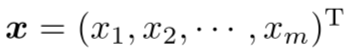 𝒙 = (x₁, x₂, ⋯ , xₘ)ᵀ